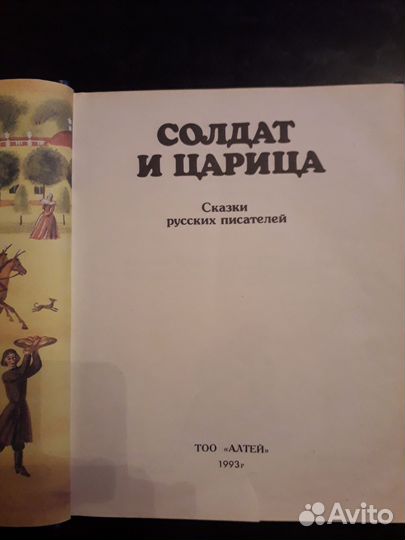 СОЛДАТ
И ЦАРИЦА
Сказки
русских писателей
ТОО «АЛТЕЙ»
1993г
Avito